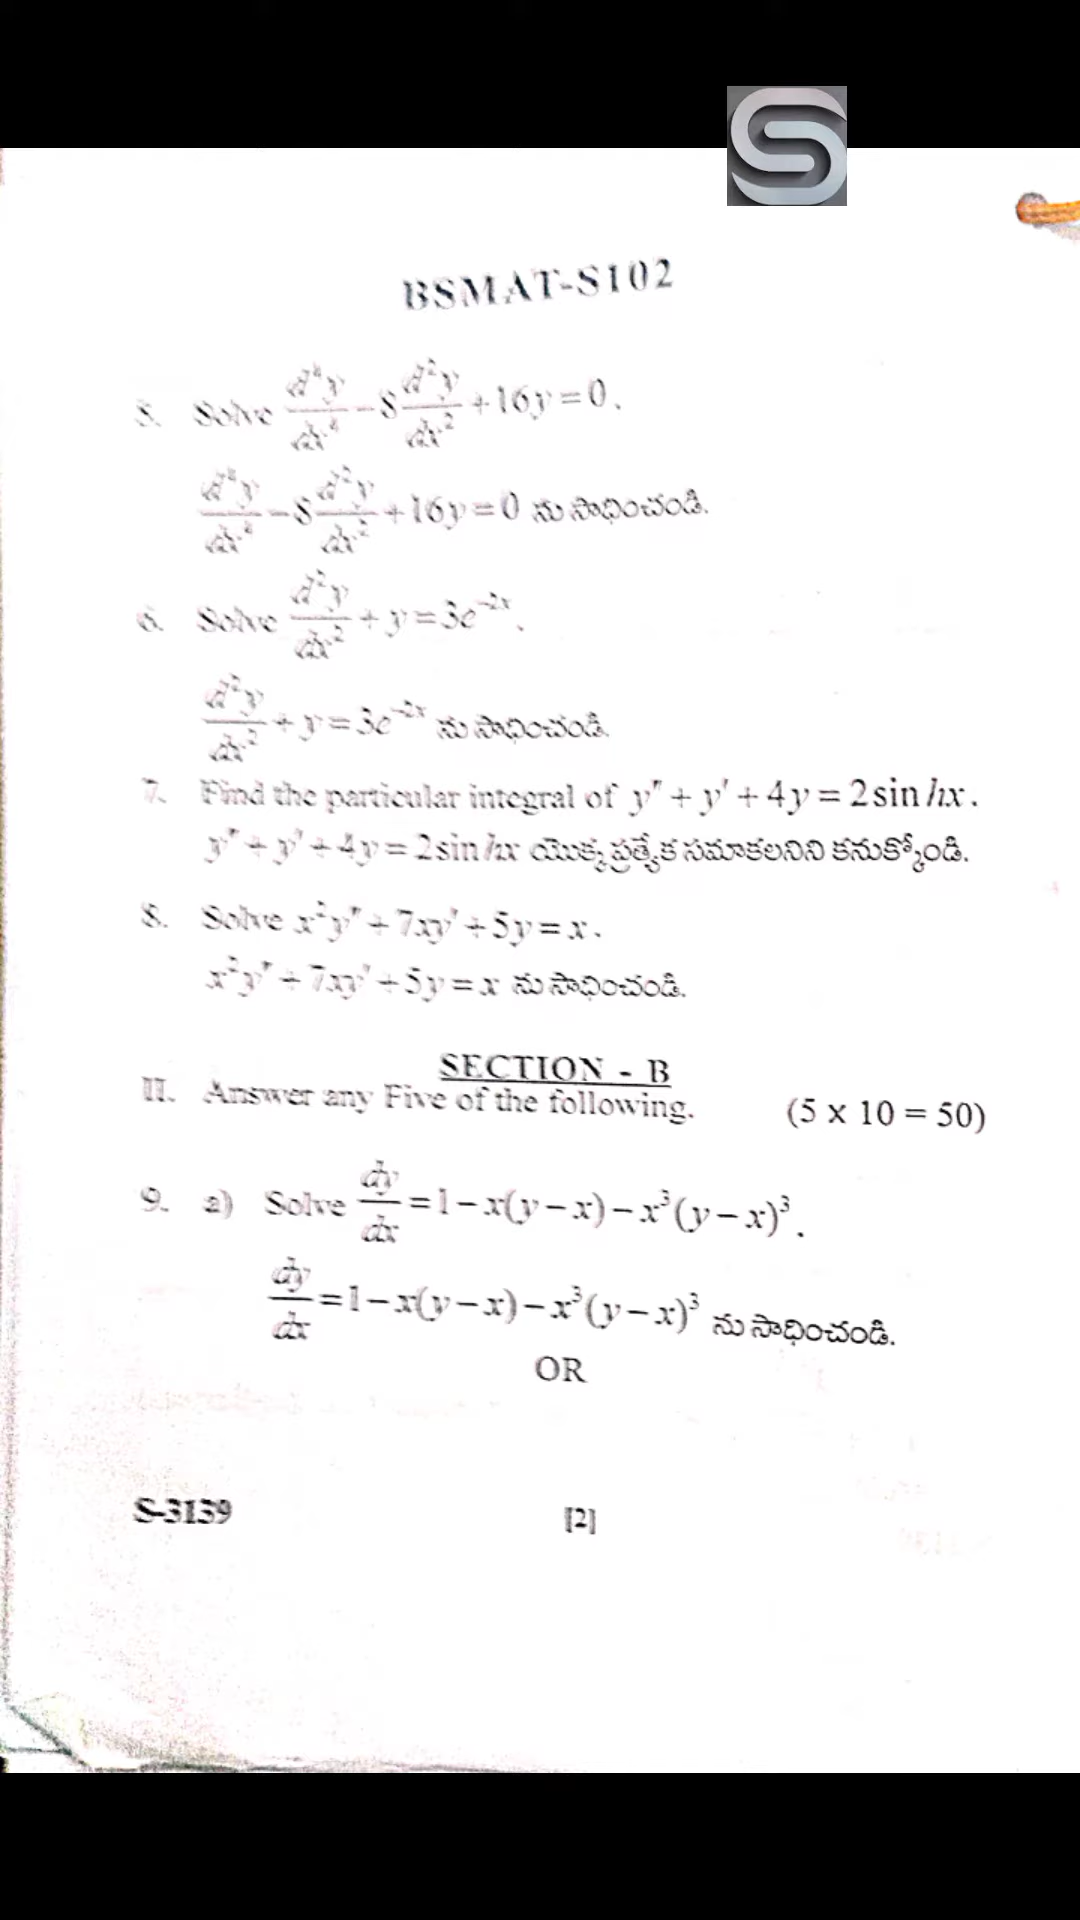 BSMAT-S102
5. Solve d⁴y/dx⁴ − 8 d²y/dx² + 16y = 0.
d⁴y/dx⁴ − 8 d²y/dx² + 16y = 0 ను సాధించండి.
6. Solve d²y/dx² + y = 3e⁻²ˣ.
d²y/dx² + y = 3e⁻²ˣ ను సాధించండి.
7. Find the particular integral of y″ + y′ + 4y = 2 sin hx.
y″ + y′ + 4y = 2 sin hx యొక్క ప్రత్యేక సమాకలనిని కనుక్కోండి.
8. Solve x²y″ + 7xy′ + 5y = x.
x²y″ + 7xy′ + 5y = x ను సాధించండి.
SECTION - B
II. Answer any Five of the following. (5 x 10 = 50)
9. a) Solve dy/dx = 1 − x(y − x) − x³(y − x)³.
dy/dx = 1 − x(y − x) − x³(y − x)³ ను సాధించండి.
OR
S-3139 [2]